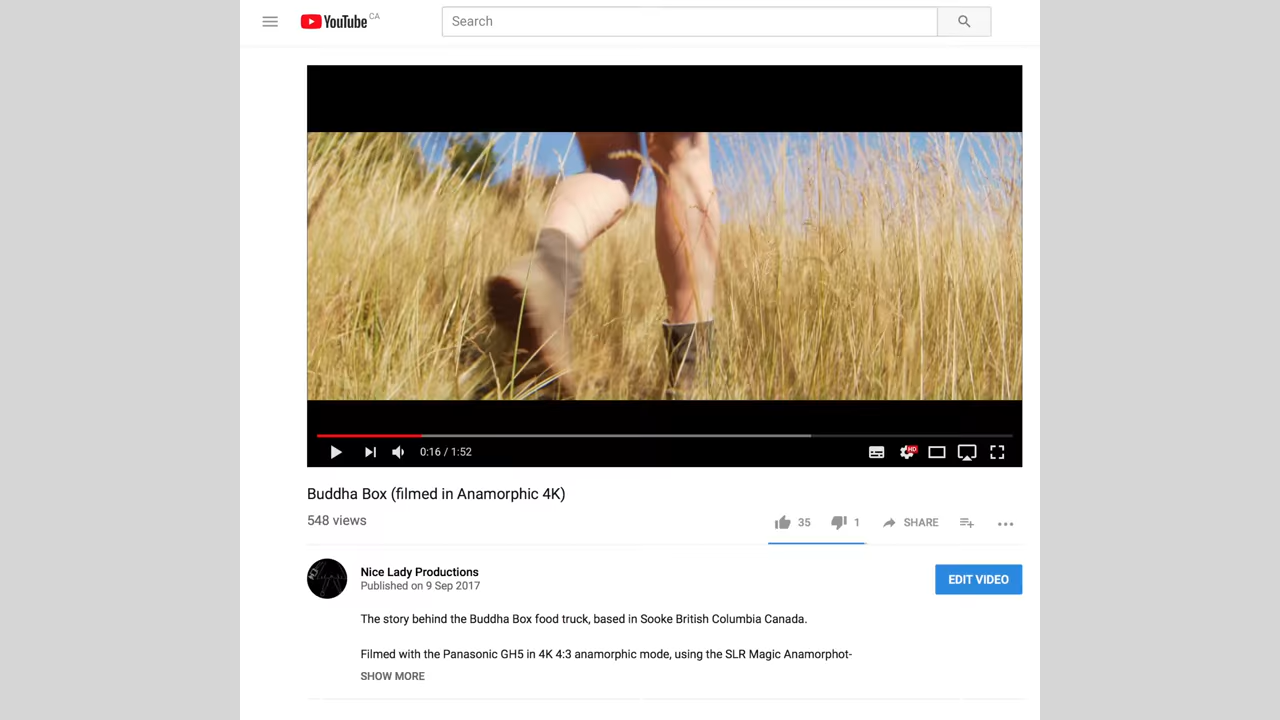 YouTube CA
Search
0:16 / 1:52
HD
Buddha Box (filmed in Anamorphic 4K)
548 views
35
1
SHARE
Nice Lady Productions
Published on 9 Sep 2017
EDIT VIDEO
The story behind the Buddha Box food truck, based in Sooke British Columbia Canada.
Filmed with the Panasonic GH5 in 4K 4:3 anamorphic mode, using the SLR Magic Anamorphot-
SHOW MORE